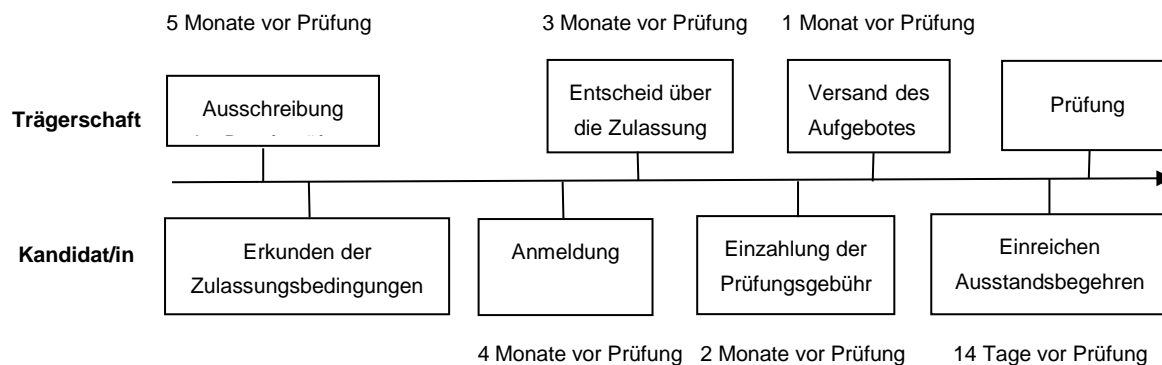 5 Monate vor Prüfung
3 Monate vor Prüfung
1 Monat vor Prüfung
Trägerschaft
Ausschreibung
Entscheid über
die Zulassung
Versand des
Aufgebotes
Prüfung
Kandidat/in
Erkunden der
Zulassungsbedingungen
Anmeldung
Einzahlung der
Prüfungsgebühr
Einreichen
Ausstandsbegehren
4 Monate vor Prüfung
2 Monate vor Prüfung
14 Tage vor Prüfung